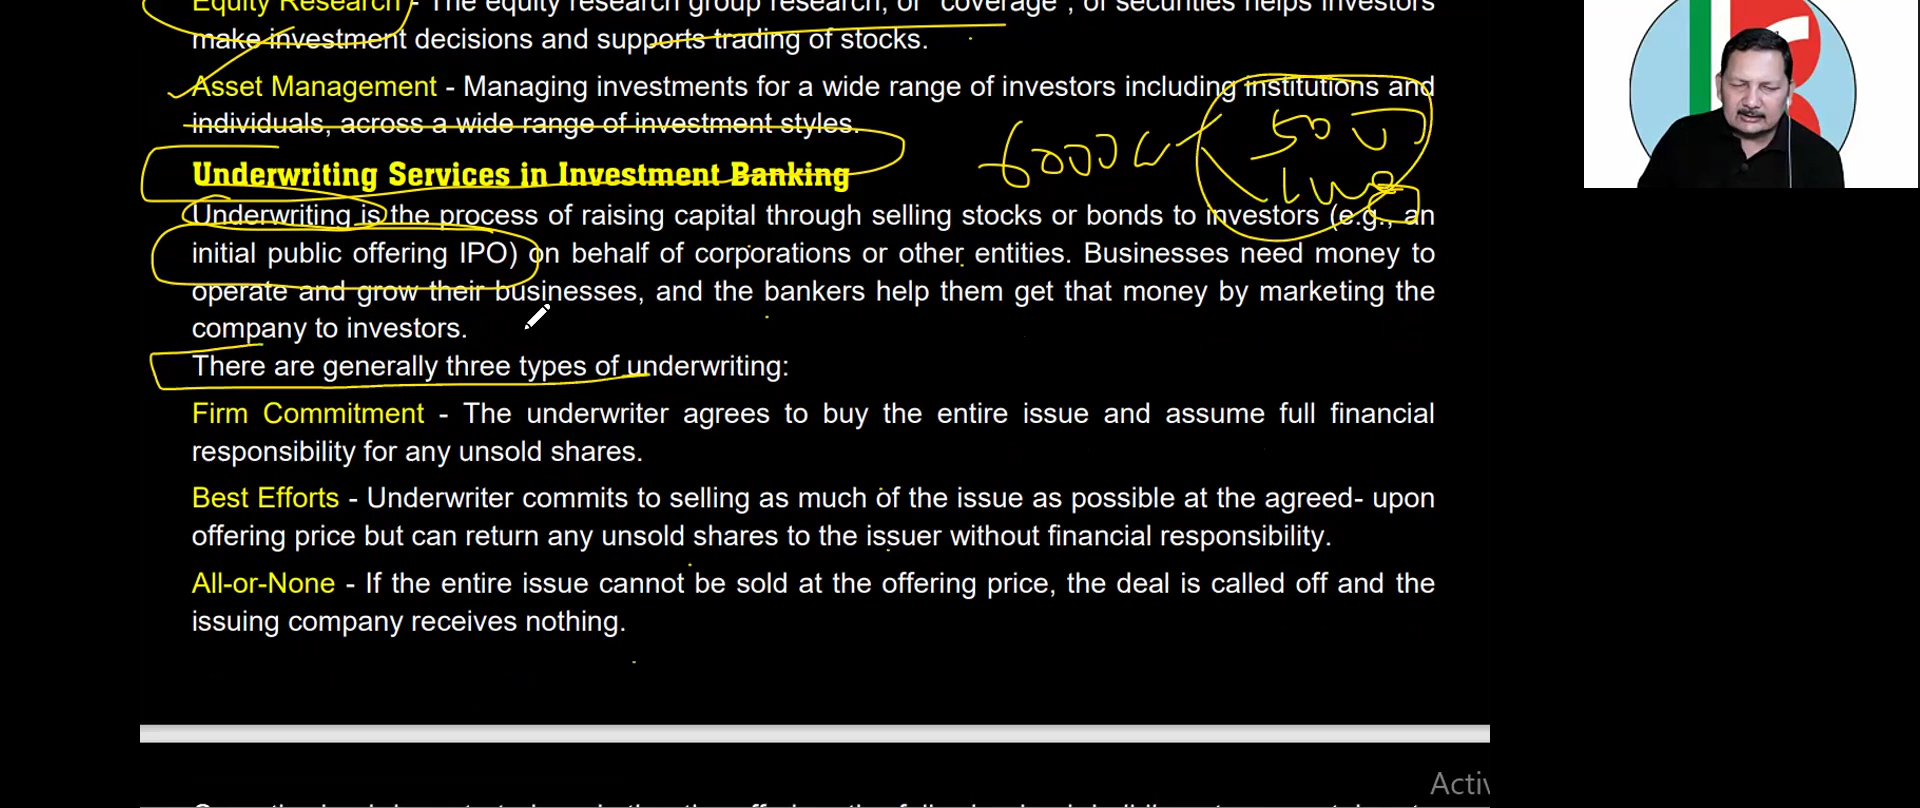 Equity Research - The equity research group research, or "coverage", of securities helps investors
make investment decisions and supports trading of stocks.
Asset Management - Managing investments for a wide range of investors including institutions and
individuals, across a wide range of investment styles.
Underwriting Services in Investment Banking
Underwriting is the process of raising capital through selling stocks or bonds to investors (e.g., an
initial public offering IPO) on behalf of corporations or other entities. Businesses need money to
operate and grow their businesses, and the bankers help them get that money by marketing the
company to investors.
There are generally three types of underwriting:
Firm Commitment - The underwriter agrees to buy the entire issue and assume full financial
responsibility for any unsold shares.
Best Efforts - Underwriter commits to selling as much of the issue as possible at the agreed- upon
offering price but can return any unsold shares to the issuer without financial responsibility.
All-or-None - If the entire issue cannot be sold at the offering price, the deal is called off and the
issuing company receives nothing.
Activ